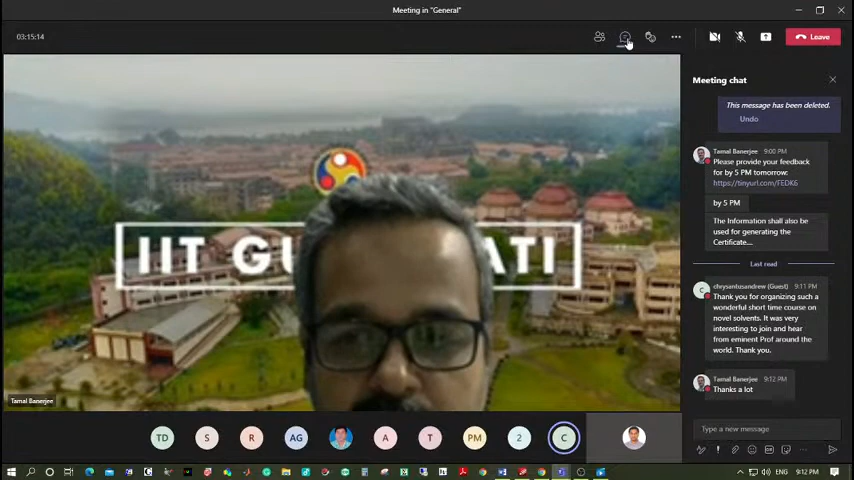 Meeting in "General"
03:15:14
Leave
Meeting chat
This message has been deleted.
Undo
Tamal Banerjee 9:00 PM
Please provide your feedback
for by 5 PM tomorrow:
https://tinyurl.com/FEDK6
by 5 PM
The Information shall also be
used for generating the
Certificate....
Last read
C
chrysantusandrew (Guest) 9:11 PM
Thank you for organizing such a
wonderful short time course on
novel solvents. It was very
interesting to join and hear
from eminent Prof around the
world. Thank you.
Tamal Banerjee 9:12 PM
Thanks a lot
Type a new message
IIT GU ATI
Tamal Banerjee
TD S R AG A T PM 2 C
ENG 9:12 PM